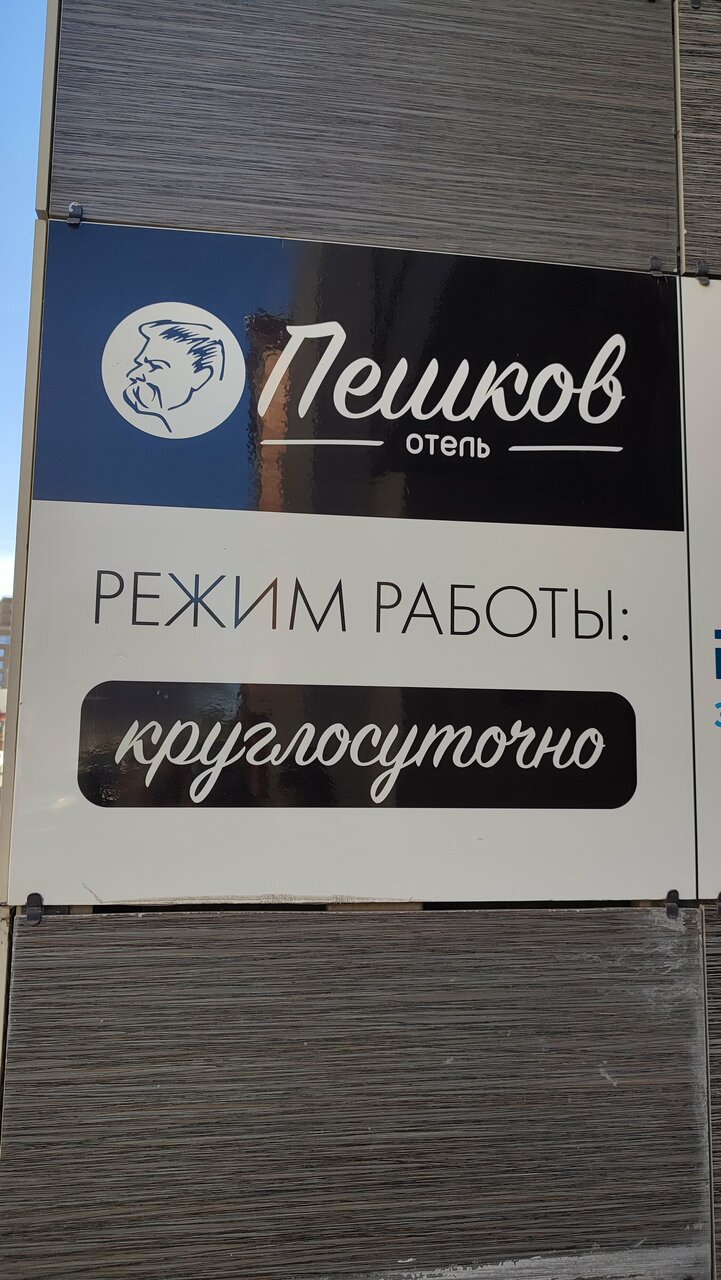 Пешков
отель
РЕЖИМ РАБОТЫ:
круглосуточно